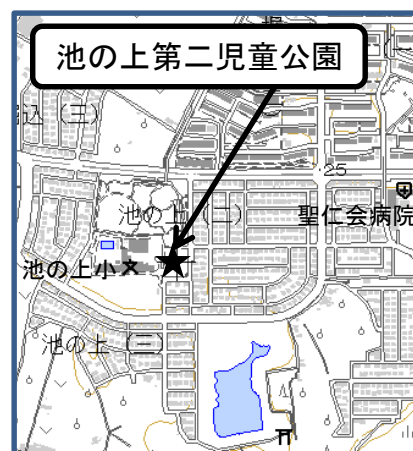 池の上第二児童公園
込（三）
25
池の上（二）
聖仁会病院
池の上小
池の上（三）